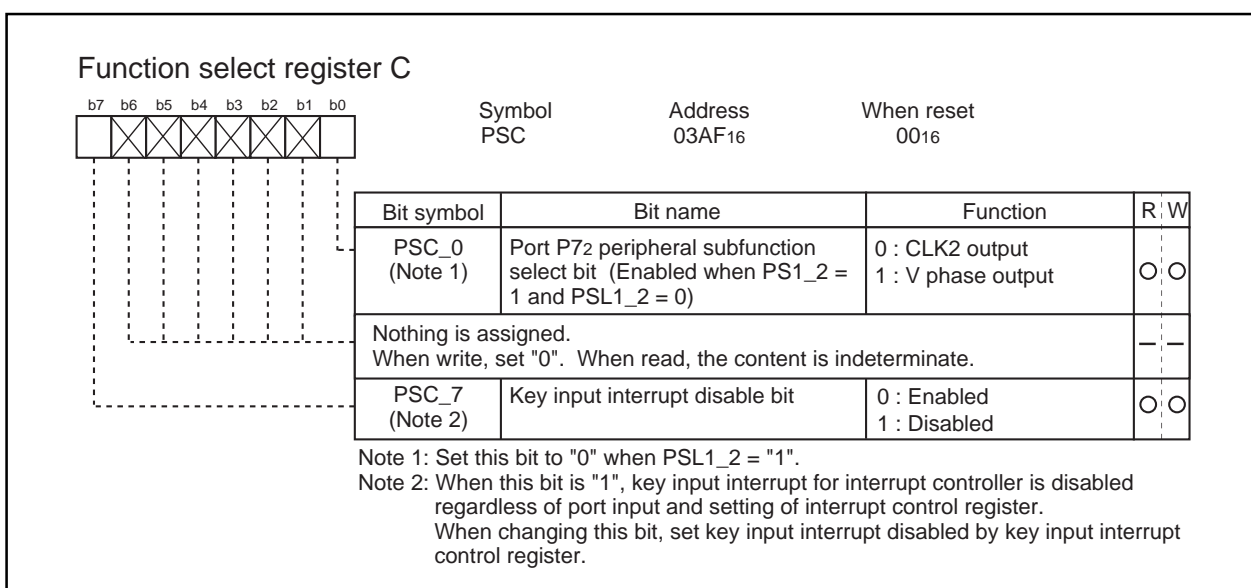 Function select register C
b7 b6 b5 b4 b3 b2 b1 b0
Symbol Address When reset
PSC 03AF16 0016
Bit symbol Bit name Function R W
PSC_0 Port P72 peripheral subfunction 0 : CLK2 output
(Note 1) select bit (Enabled when PS1_2 = 1 : V phase output
1 and PSL1_2 = 0)
Nothing is assigned.
When write, set "0". When read, the content is indeterminate.
PSC_7 Key input interrupt disable bit 0 : Enabled
(Note 2) 1 : Disabled
Note 1: Set this bit to "0" when PSL1_2 = "1".
Note 2: When this bit is "1", key input interrupt for interrupt controller is disabled
regardless of port input and setting of interrupt control register.
When changing this bit, set key input interrupt disabled by key input interrupt
control register.